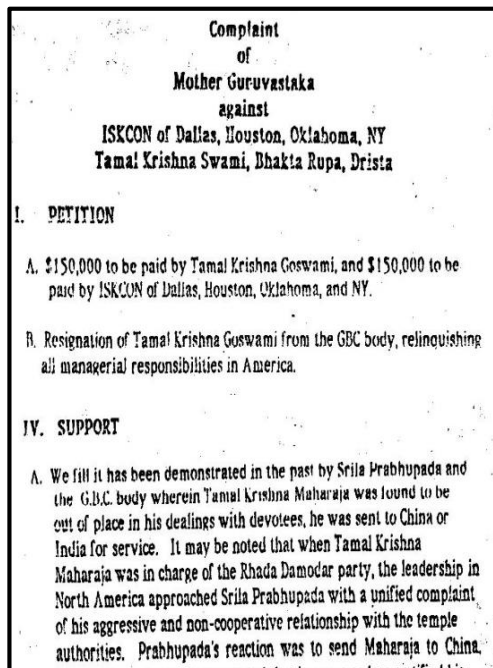 Complaint
of
Mother Guruvastaka
against
ISKCON of Dallas, Houston, Oklahoma, NY
Tamal Krishna Swami, Bhakta Rupa, Drista
I. PETITION
A. $150,000 to be paid by Tamal Krishna Goswami, and $150,000 to be
paid by ISKCON of Dallas, Houston, Oklahoma, and NY.
B. Resignation of Tamal Krishna Goswami from the GBC body, relinquishing
all managerial responsibilities in America.
IV. SUPPORT
A. We fill it has been demonstrated in the past by Srila Prabhupada and
the G.B.C. body wherein Tamal Krishna Maharaja was found to be
out of place in his dealings with devotees, he was sent to China or
India for service. It may be noted that when Tamal Krishna
Maharaja was in charge of the Rhada Damodar party, the leadership in
North America approached Srila Prabhupada with a unified complaint
of his aggressive and non-cooperative relationship with the temple
authorities. Prabhupada's reaction was to send Maharaja to China,